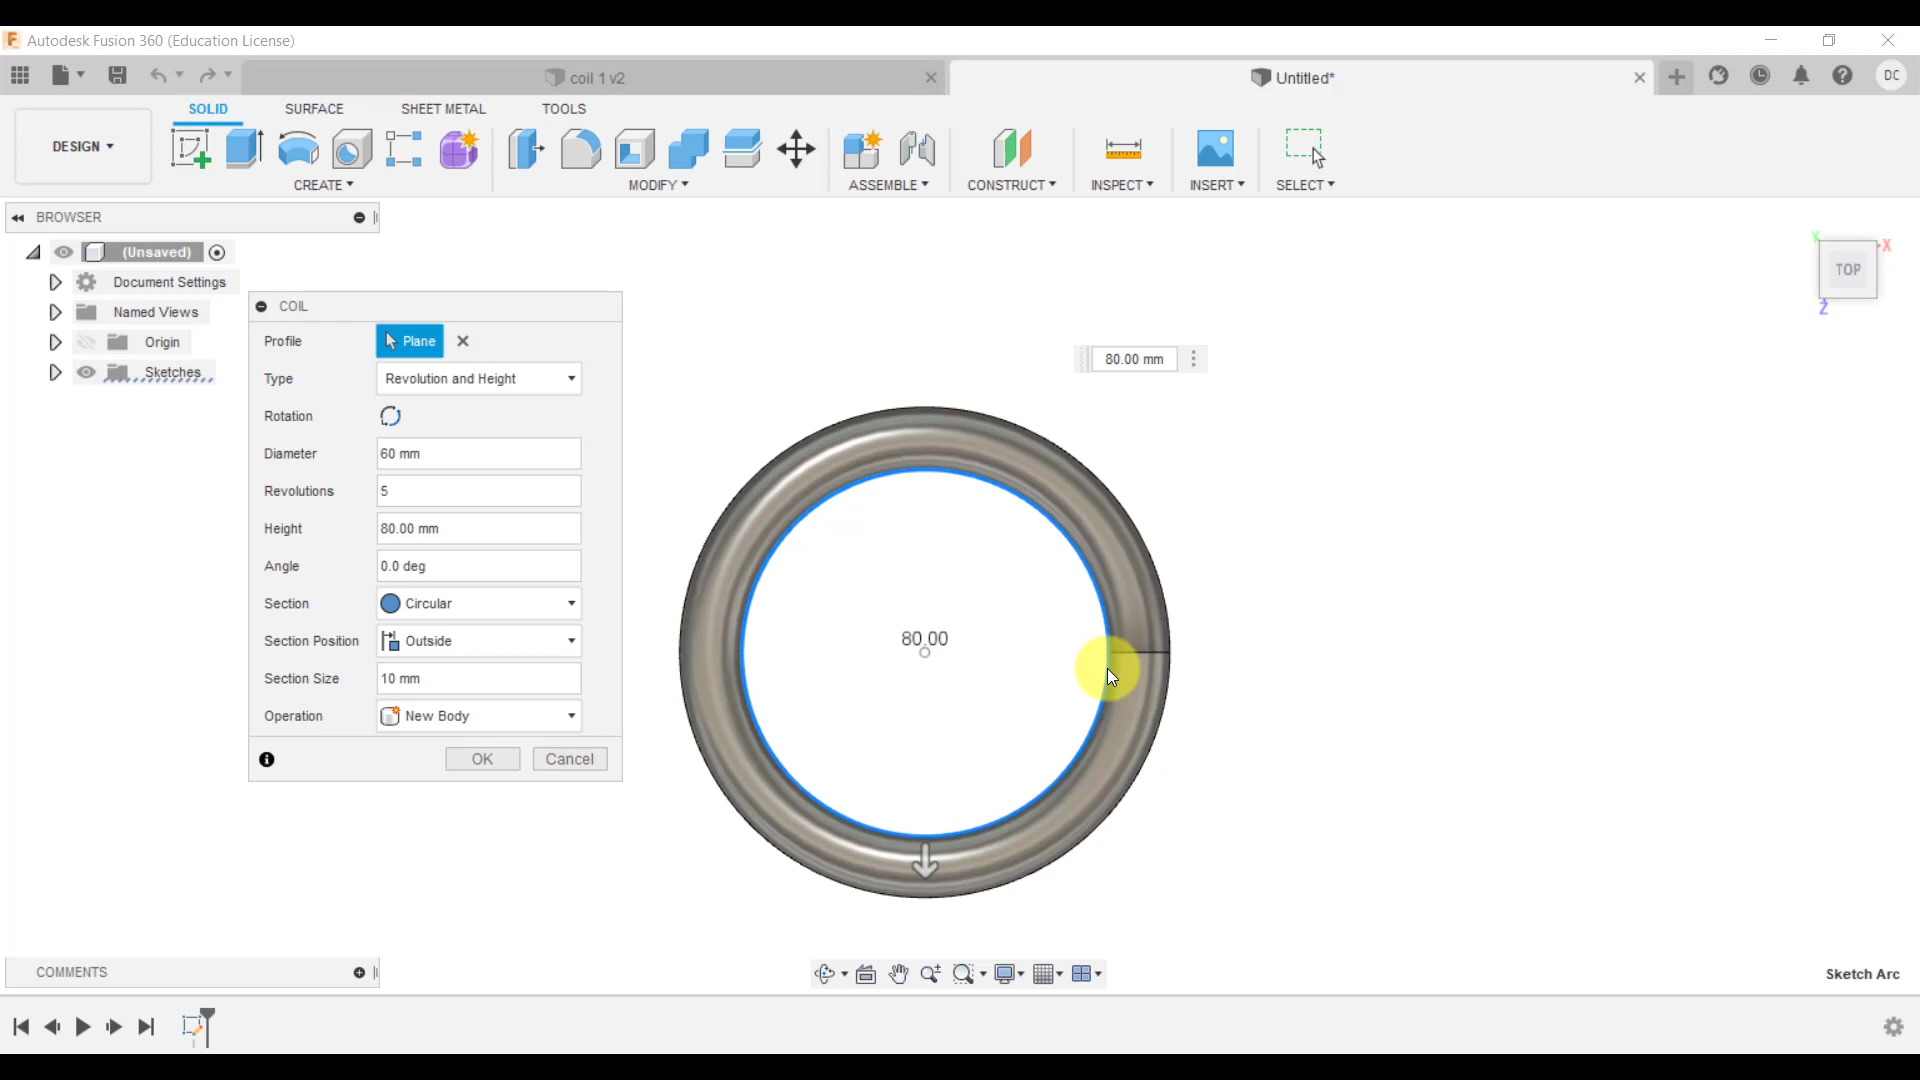 F Autodesk Fusion 360 (Education License)
coil 1 v2
Untitled*
DC
DESIGN
SOLID SURFACE SHEET METAL TOOLS
CREATE MODIFY ASSEMBLE CONSTRUCT INSPECT INSERT SELECT
BROWSER
(Unsaved)
Document Settings
Named Views
Origin
Sketches
COIL
Profile Plane
Type Revolution and Height
Rotation
Diameter 60 mm
Revolutions 5
Height 80.00 mm
Angle 0.0 deg
Section Circular
Section Position Outside
Section Size 10 mm
Operation New Body
OK Cancel
80.00 mm
80.00
Y X
TOP
Z
COMMENTS
Sketch Arc